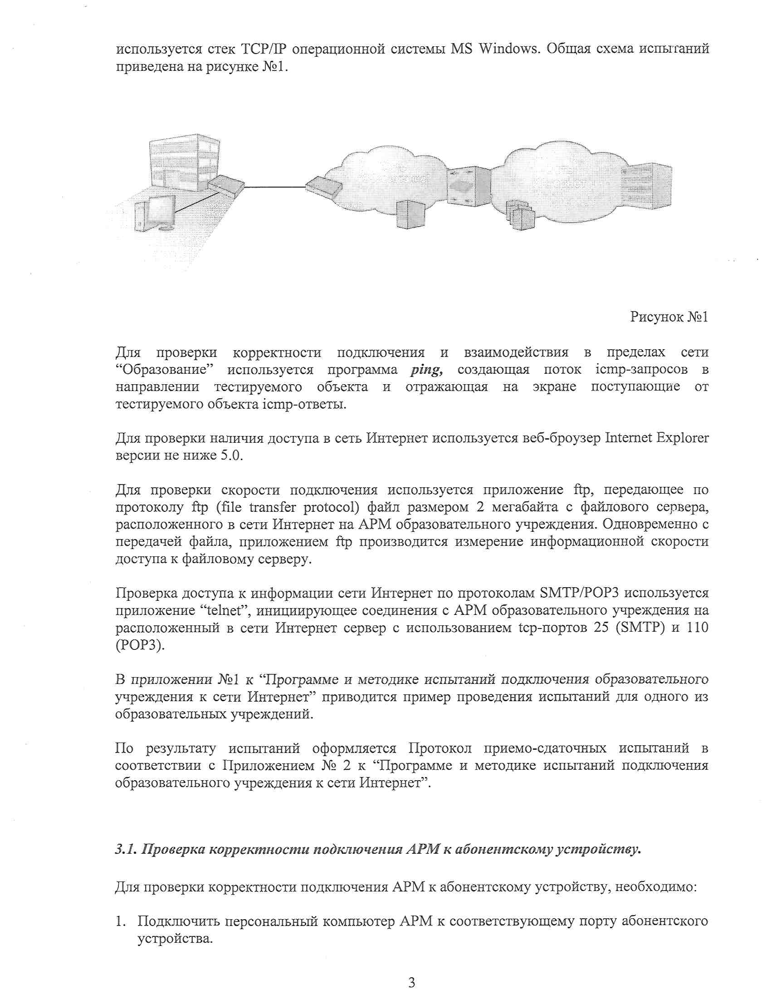 используется стек TCP/IP операционной системы MS Windows. Общая схема испытаний
приведена на рисунке №1.
Рисунок №1
Для проверки корректности подключения и взаимодействия в пределах сети
“Образование” используется программа ping, создающая поток icmp-запросов в
направлении тестируемого объекта и отражающая на экране поступающие от
тестируемого объекта icmp-ответы.
Для проверки наличия доступа в сеть Интернет используется веб-броузер Internet Explorer
версии не ниже 5.0.
Для проверки скорости подключения используется приложение ftp, передающее по
протоколу ftp (file transfer protocol) файл размером 2 мегабайта с файлового сервера,
расположенного в сети Интернет на АРМ образовательного учреждения. Одновременно с
передачей файла, приложением ftp производится измерение информационной скорости
доступа к файловому серверу.
Проверка доступа к информации сети Интернет по протоколам SMTP/POP3 используется
приложение “telnet”, инициирующее соединения с АРМ образовательного учреждения на
расположенный в сети Интернет сервер с использованием tcp-портов 25 (SMTP) и 110
(POP3).
В приложении №1 к “Программе и методике испытаний подключения образовательного
учреждения к сети Интернет” приводится пример проведения испытаний для одного из
образовательных учреждений.
По результату испытаний оформляется Протокол приемо-сдаточных испытаний в
соответствии с Приложением № 2 к “Программе и методике испытаний подключения
образовательного учреждения к сети Интернет”.
3.1. Проверка корректности подключения АРМ к абонентскому устройству.
Для проверки корректности подключения АРМ к абонентскому устройству, необходимо:
1. Подключить персональный компьютер АРМ к соответствующему порту абонентского
устройства.
3